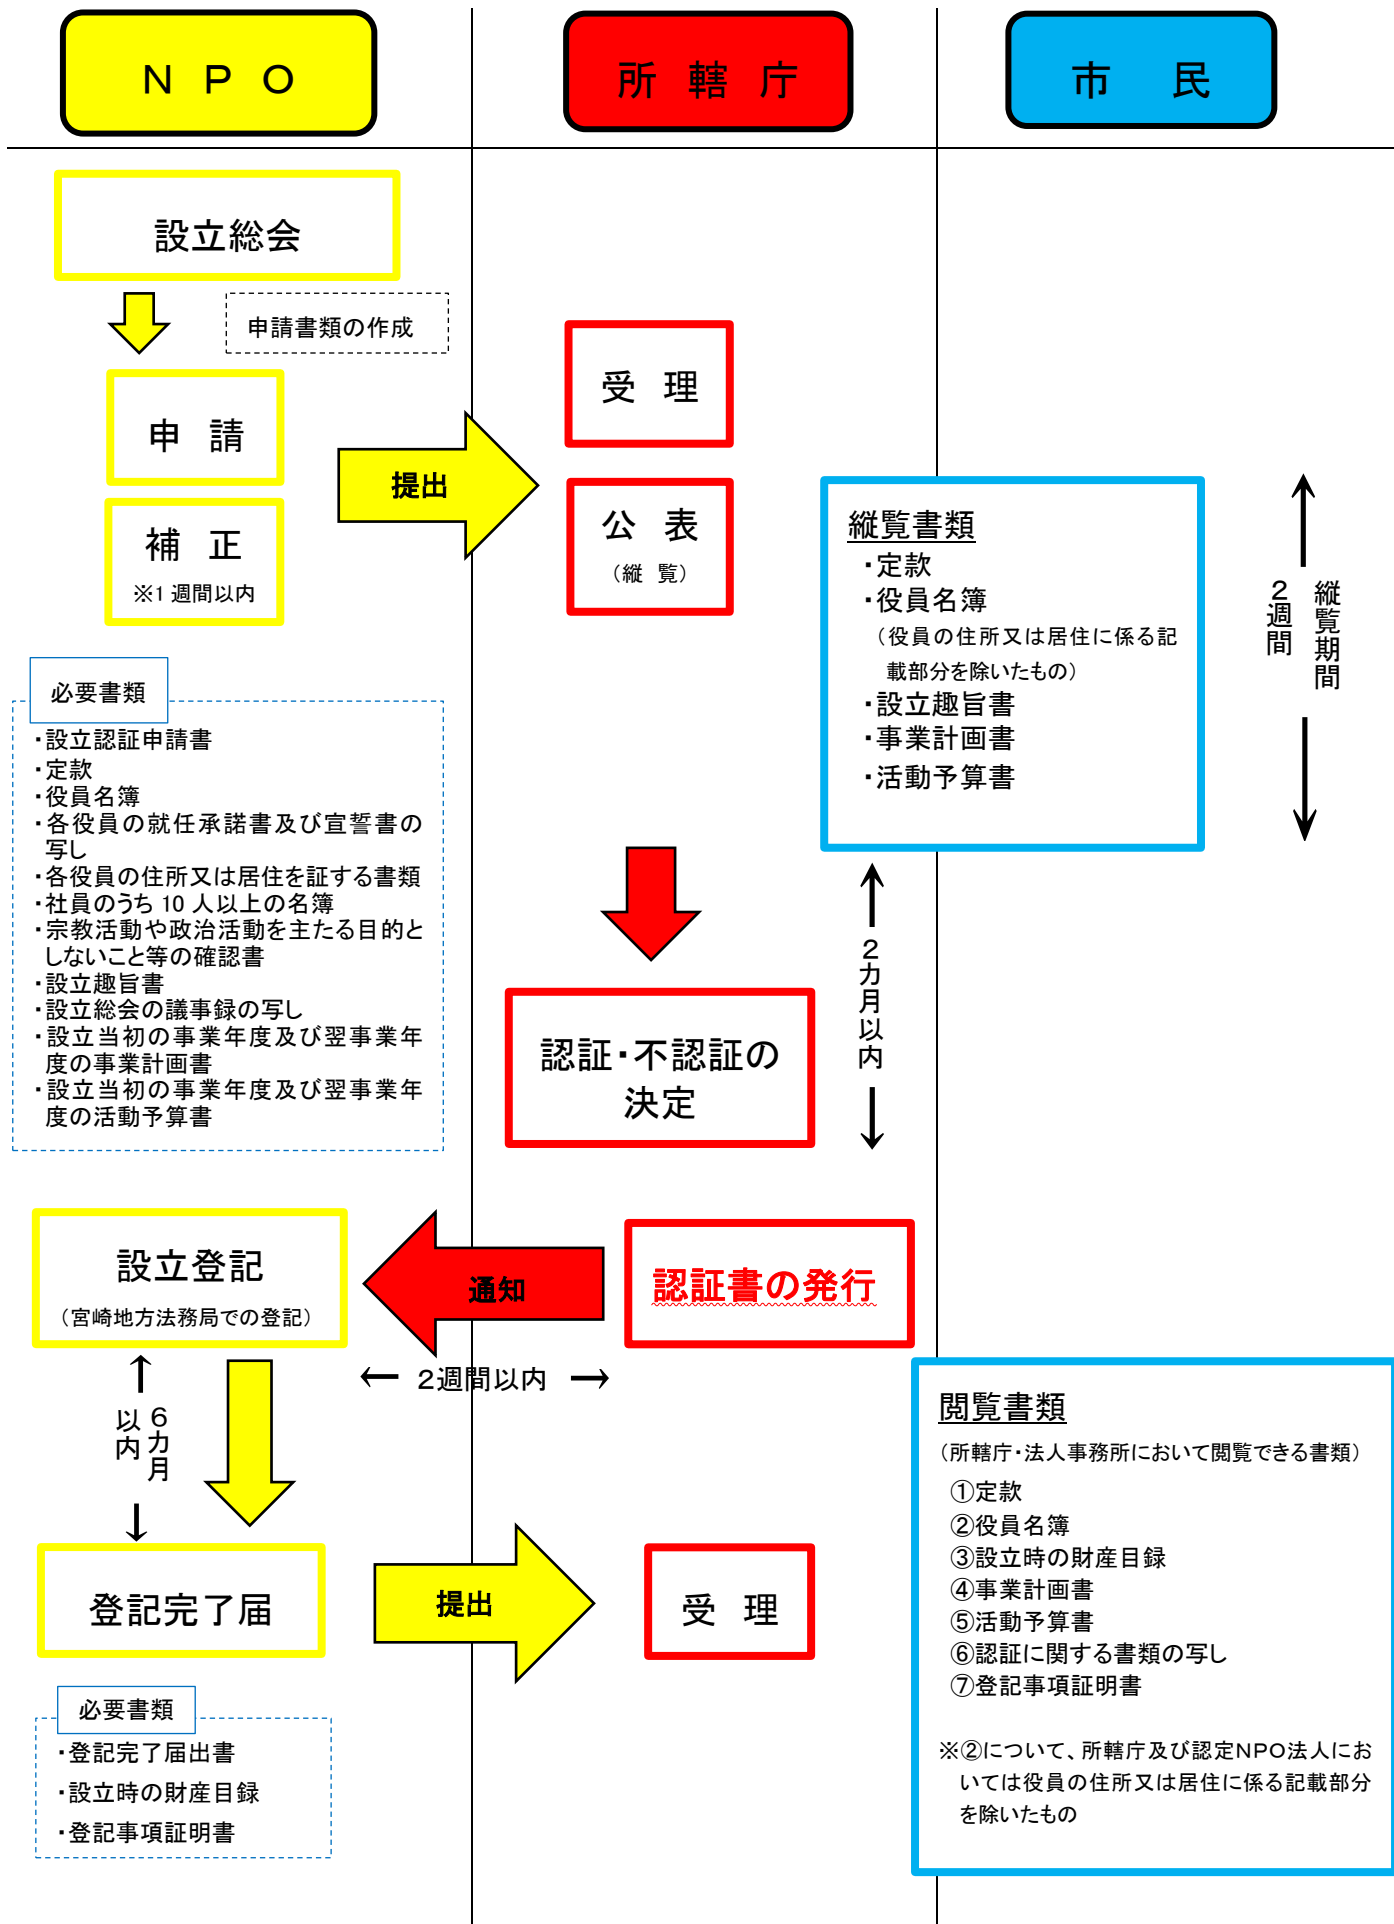 ＮＰＯ
所轄庁
市　民
設立総会
申請書類の作成
申　請
補　正
※1週間以内
提出
受　理
公　表
（縦　覧）
縦覧書類
・定款
・役員名簿
（役員の住所又は居住に係る記
載部分を除いたもの）
・設立趣旨書
・事業計画書
・活動予算書
縦覧期間
２週間
必要書類
・設立認証申請書
・定款
・役員名簿
・各役員の就任承諾書及び宣誓書の
写し
・各役員の住所又は居住を証する書類
・社員のうち10人以上の名簿
・宗教活動や政治活動を主たる目的と
しないこと等の確認書
・設立趣旨書
・設立総会の議事録の写し
・設立当初の事業年度及び翌事業年
度の事業計画書
・設立当初の事業年度及び翌事業年
度の活動予算書
２カ月以内
認証・不認証の
決定
認証書の発行
通知
２週間以内
設立登記
（宮崎地方法務局での登記）
６カ月
以内
登記完了届
提出
受　理
必要書類
・登記完了届出書
・設立時の財産目録
・登記事項証明書
閲覧書類
（所轄庁・法人事務所において閲覧できる書類）
①定款
②役員名簿
③設立時の財産目録
④事業計画書
⑤活動予算書
⑥認証に関する書類の写し
⑦登記事項証明書
※②について、所轄庁及び認定ＮＰＯ法人にお
いては役員の住所又は居住に係る記載部分
を除いたもの